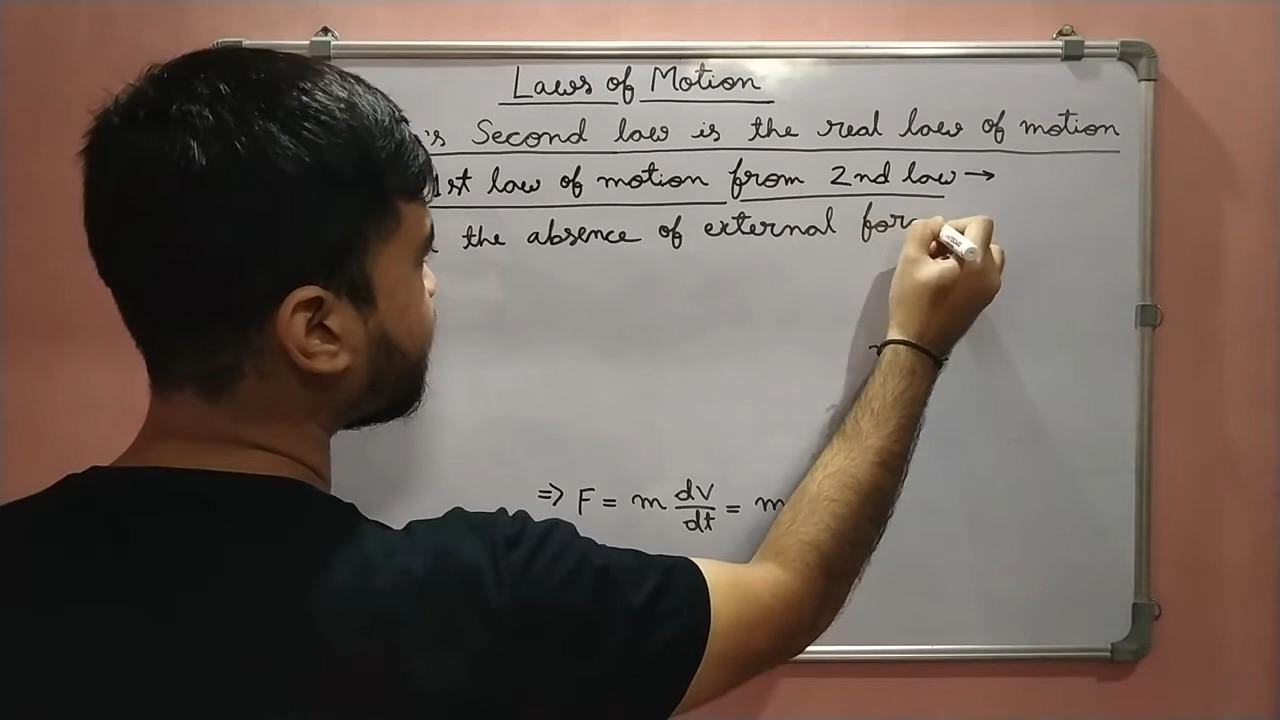 Laws of Motion
's Second law is the real law of motion
1st law of motion from 2nd law →
the absence of external for
⇒ F = m dv/dt = m